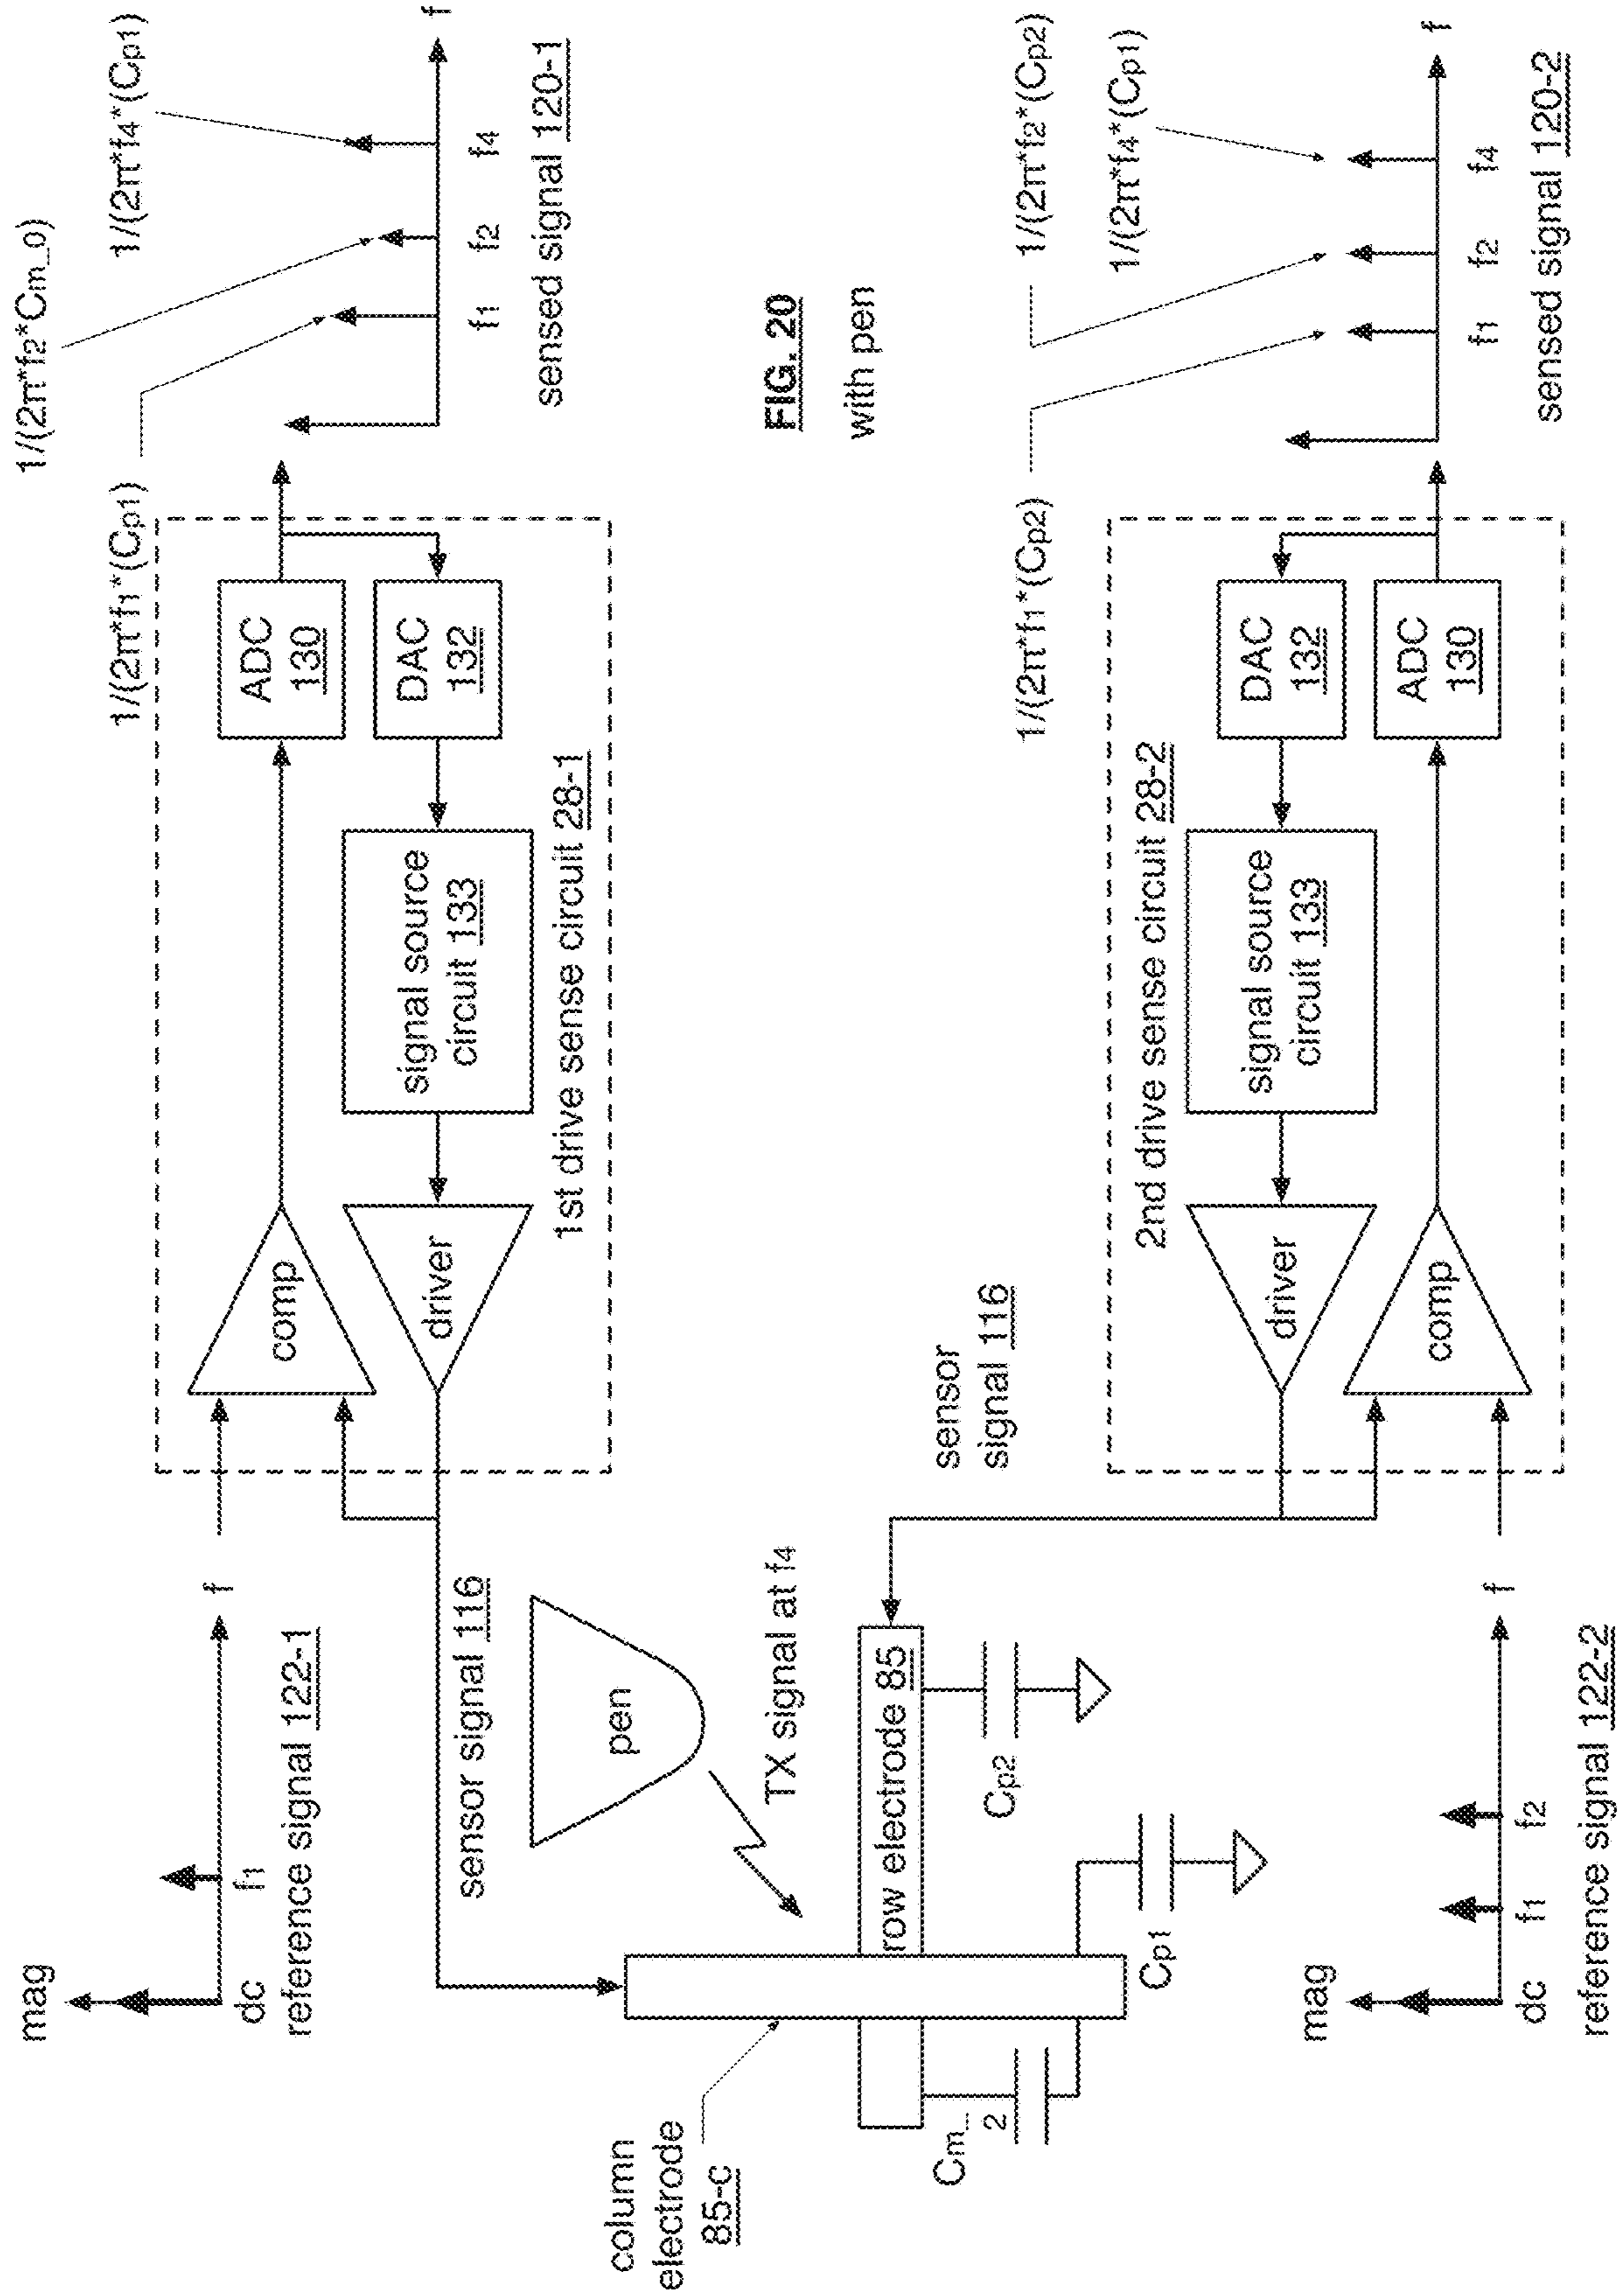 mag
dc
f1
f
reference signal 122-1
1st drive sense circuit 28-1
comp
driver
signal source
circuit 133
ADC
130
DAC
132
1/(2π*f1*(Cp1)
1/(2π*f2*Cm_0)
1/(2π*f4*(Cp1)
f1
f2
f4
f
sensed signal 120-1
sensor signal 116
pen
TX signal at f4
column
electrode
85-c
row electrode 85
Cm_
2
Cp1
Cp2
FIG. 20
with pen
sensor
signal 116
2nd drive sense circuit 28-2
driver
comp
signal source
circuit 133
DAC
132
ADC
130
1/(2π*f1*(Cp2)
1/(2π*f2*(Cp2)
1/(2π*f4*(Cp1)
f1
f2
f4
f
sensed signal 120-2
mag
dc
f1
f2
f
reference signal 122-2